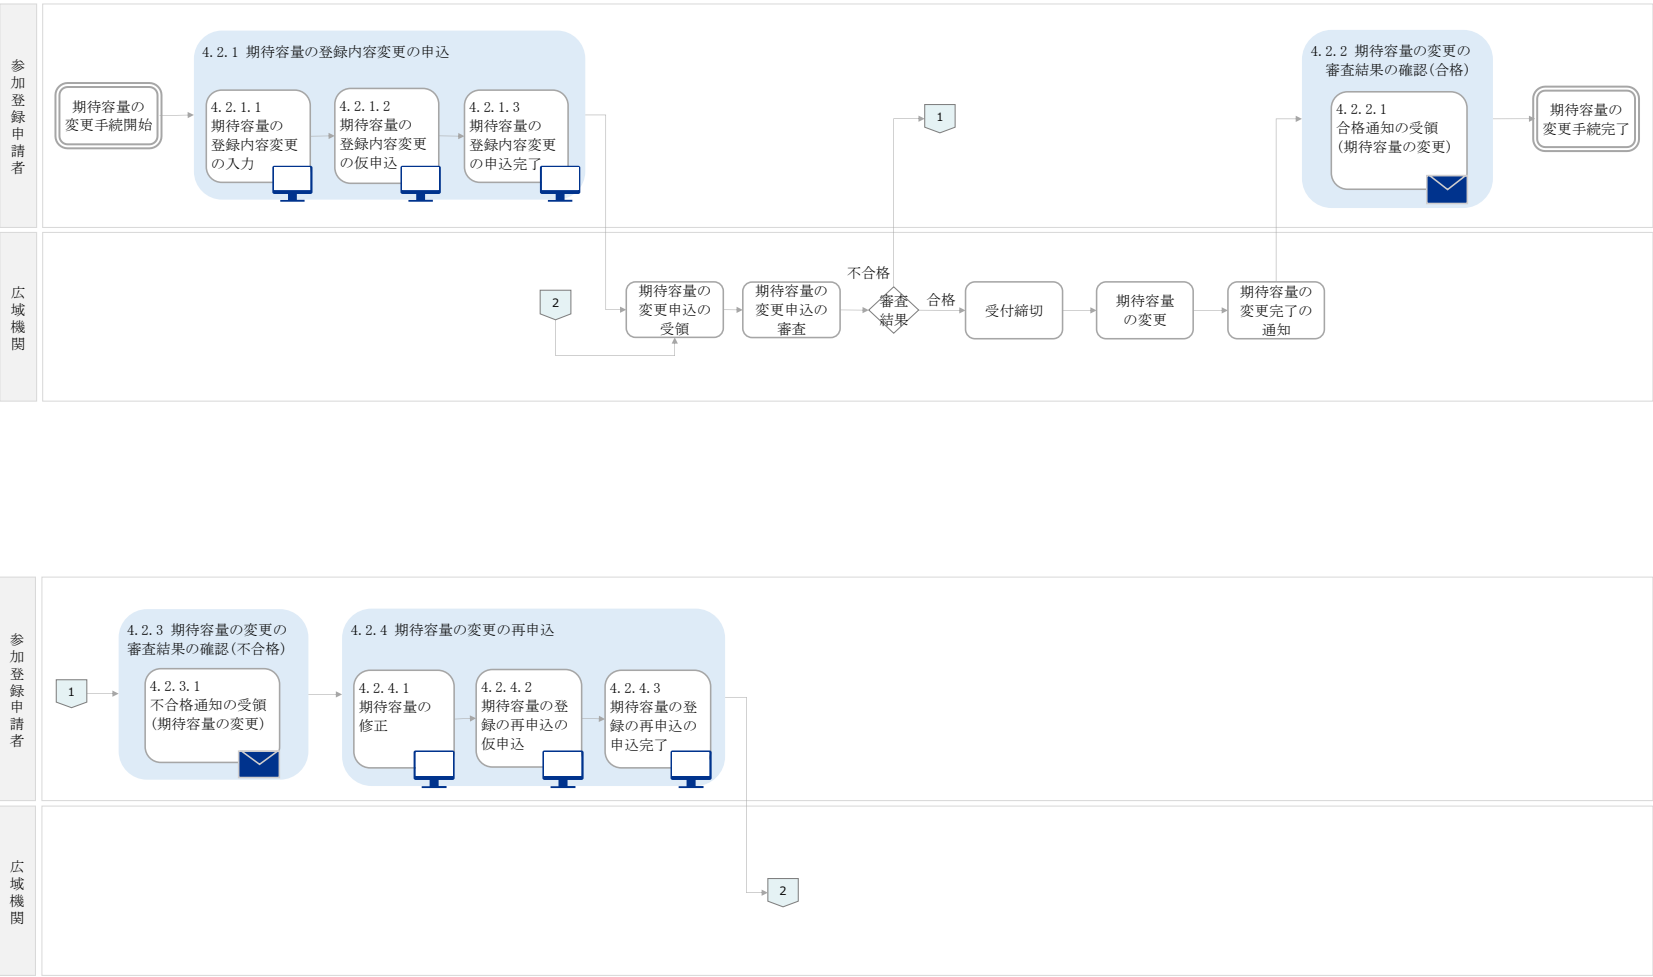 参加登録申請者
期待容量の
変更手続開始
4.2.1 期待容量の登録内容変更の申込
4.2.1.1
期待容量の
登録内容変更
の入力
4.2.1.2
期待容量の
登録内容変更
の仮申込
4.2.1.3
期待容量の
登録内容変更
の申込完了
1
4.2.2 期待容量の変更の
審査結果の確認(合格)
4.2.2.1
合格通知の受領
(期待容量の変更)
期待容量の
変更手続完了
広域機関
2
期待容量の
変更申込の
受領
期待容量の
変更申込の
審査
不合格
審査
結果
合格
受付締切
期待容量
の変更
期待容量の
変更完了の
通知
参加登録申請者
1
4.2.3 期待容量の変更の
審査結果の確認(不合格)
4.2.3.1
不合格通知の受領
(期待容量の変更)
4.2.4 期待容量の変更の再申込
4.2.4.1
期待容量の
修正
4.2.4.2
期待容量の登
録の再申込の
仮申込
4.2.4.3
期待容量の登
録の再申込の
申込完了
広域機関
2